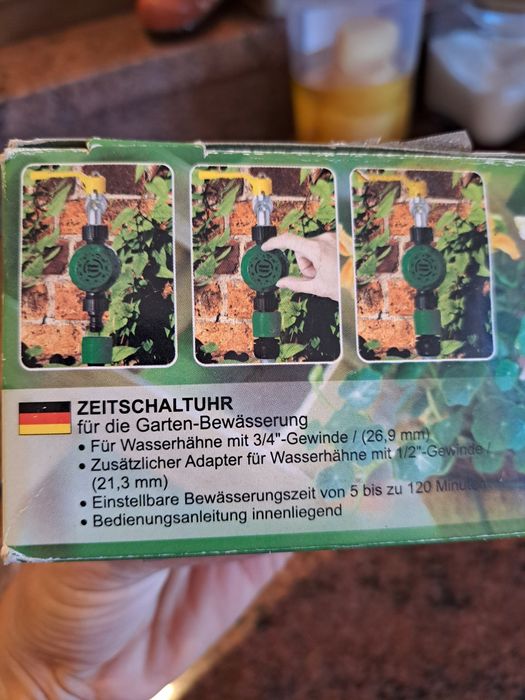 ZEITSCHALTUHR
für die Garten-Bewässerung
• Für Wasserhähne mit 3/4"-Gewinde / (26,9 mm)
• Zusätzlicher Adapter für Wasserhähne mit 1/2"-Gewinde /
(21,3 mm)
• Einstellbare Bewässerungszeit von 5 bis zu 120 Minuten
• Bedienungsanleitung innenliegend